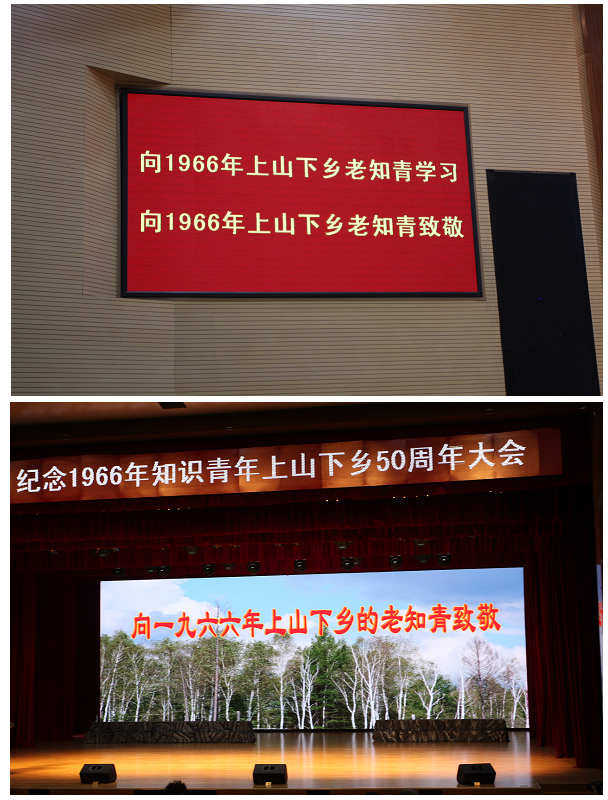 向1966年上山下乡老知青学习
向1966年上山下乡老知青致敬
纪念1966年知识青年上山下乡50周年大会
向一九六六年上山下乡的老知青致敬